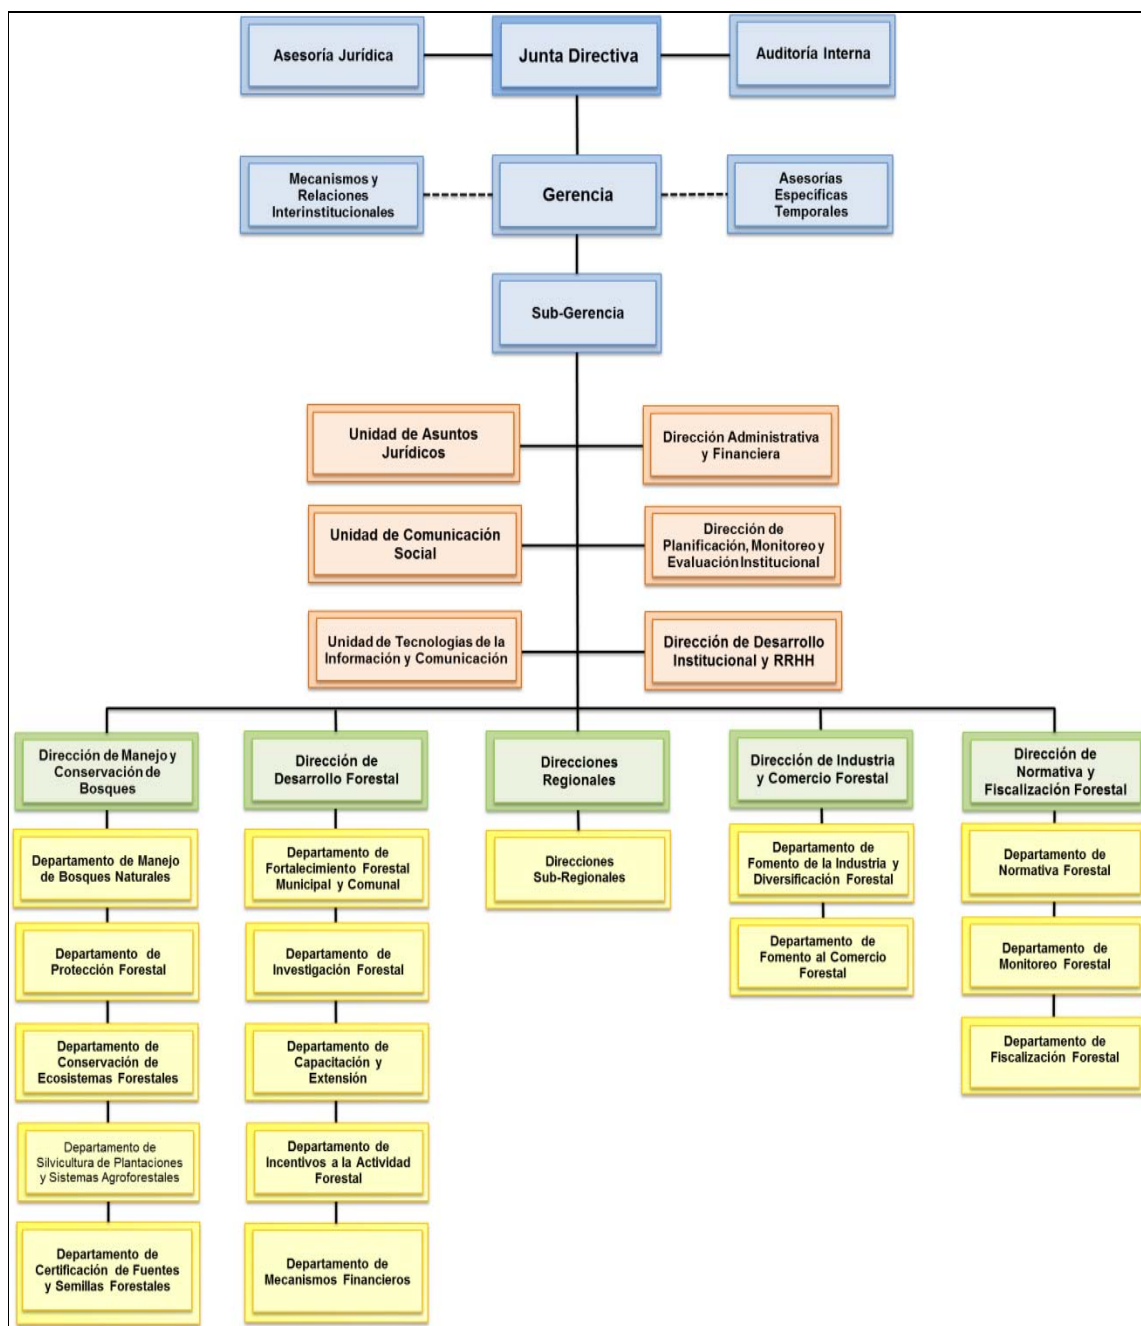 Asesoría Jurídica
Junta Directiva
Auditoría Interna
Mecanismos y
Relaciones
Interinstitucionales
Gerencia
Asesorías
Específicas
Temporales
Sub-Gerencia
Unidad de Asuntos
Jurídicos
Dirección Administrativa
y Financiera
Unidad de Comunicación
Social
Dirección de
Planificación, Monitoreo y
Evaluación Institucional
Unidad de Tecnologías de la
Información y Comunicación
Dirección de Desarrollo
Institucional y RRHH
Dirección de Manejo y
Conservación de
Bosques
Dirección de
Desarrollo Forestal
Direcciones
Regionales
Dirección de Industria
y Comercio Forestal
Dirección de
Normativa y
Fiscalización Forestal
Departamento de Manejo
de Bosques Naturales
Departamento de
Fortalecimiento Forestal
Municipal y Comunal
Direcciones
Sub-Regionales
Departamento de
Fomento de la Industria y
Diversificación Forestal
Departamento de
Normativa Forestal
Departamento de
Protección Forestal
Departamento de
Investigación Forestal
Departamento de
Fomento al Comercio
Forestal
Departamento de
Monitoreo Forestal
Departamento de
Conservación de
Ecosistemas Forestales
Departamento de
Capacitación y
Extensión
Departamento de
Fiscalización Forestal
Departamento de
Silvicultura de Plantaciones
y Sistemas Agroforestales
Departamento de
Incentivos a la Actividad
Forestal
Departamento de
Certificación de Fuentes
y Semillas Forestales
Departamento de
Mecanismos Financieros